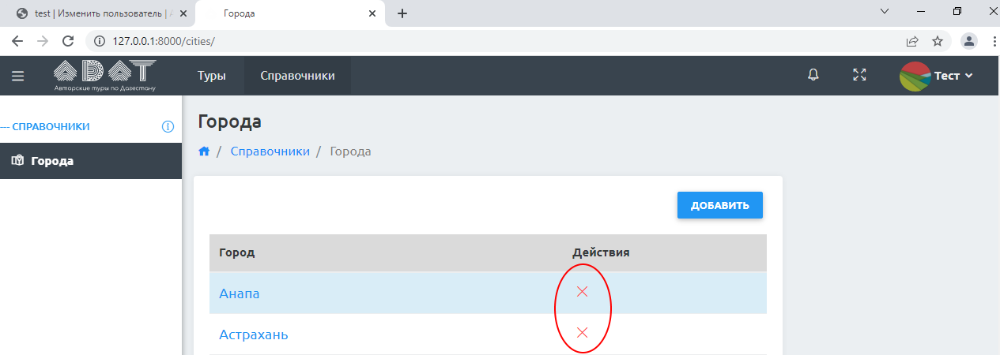 test | Изменить пользователь |
Города
127.0.0.1:8000/cities/
АДАТ
Авторские туры по Дагестану
Туры
Справочники
Тест
СПРАВОЧНИКИ
Города
Города
/ Справочники / Города
ДОБАВИТЬ
Город Действия
Анапа
Астрахань